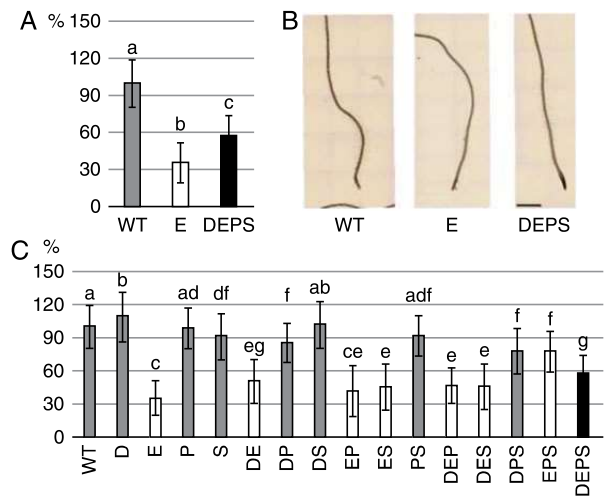 A % 150
120
90
60
30
0
a
b
c
WT E DEPS
B
WT E DEPS
C %
150
120
90
60
30
0
a b c ad df eg f ab ce e adf e e f f g
WT D E P S DE DP DS EP ES PS DEP DES DPS EPS DEPS